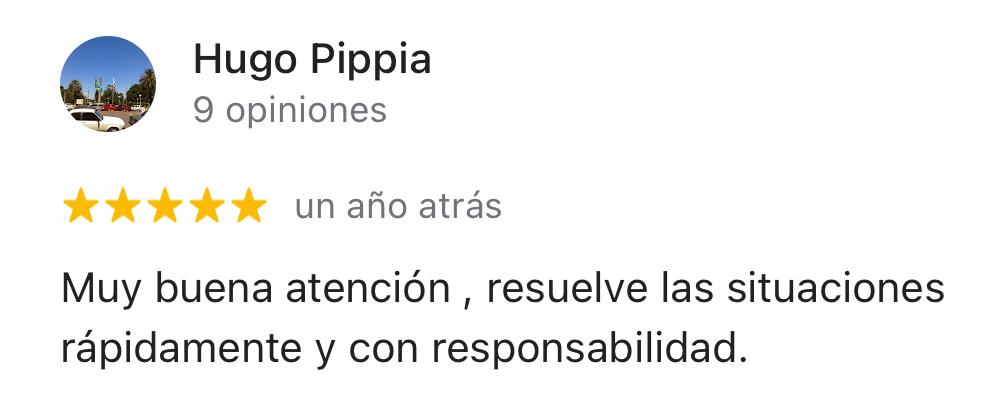 Hugo Pippia
9 opiniones
un año atrás
Muy buena atención , resuelve las situaciones
rápidamente y con responsabilidad.